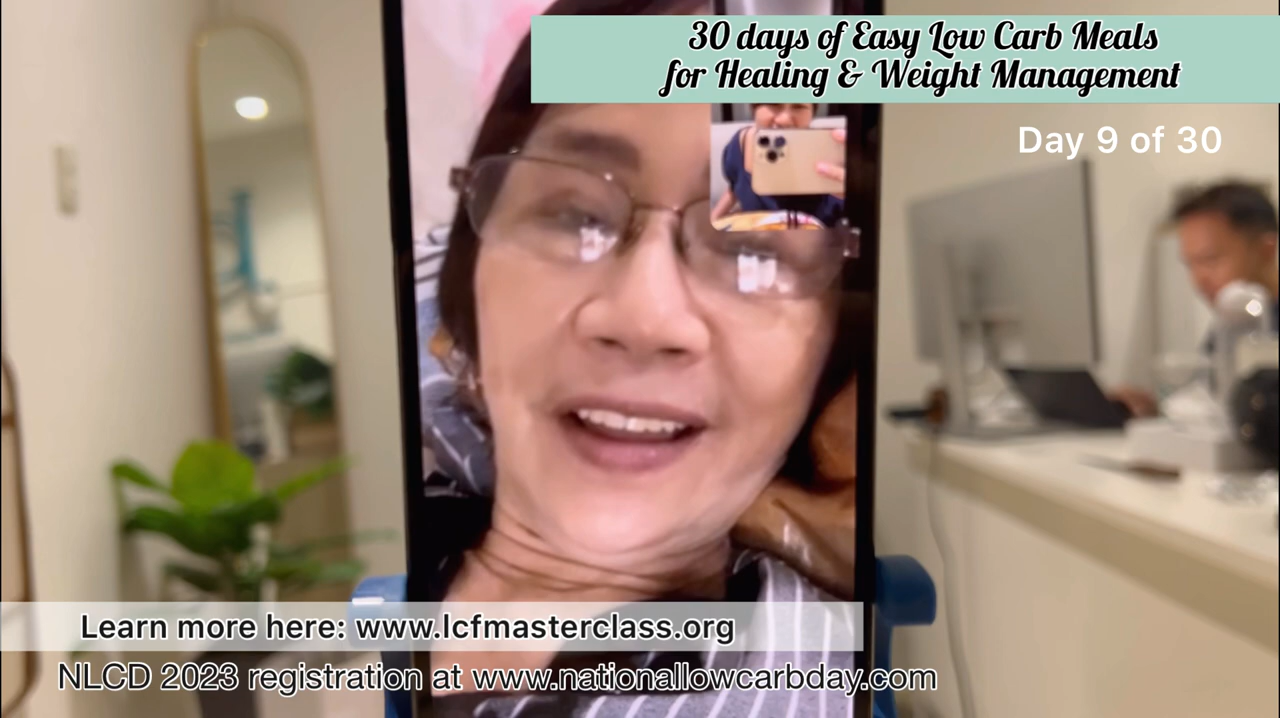 30 days of Easy Low Carb Meals
for Healing & Weight Management
Day 9 of 30
Learn more here: www.lcfmasterclass.org
NLCD 2023 registration at www.nationallowcarbday.com